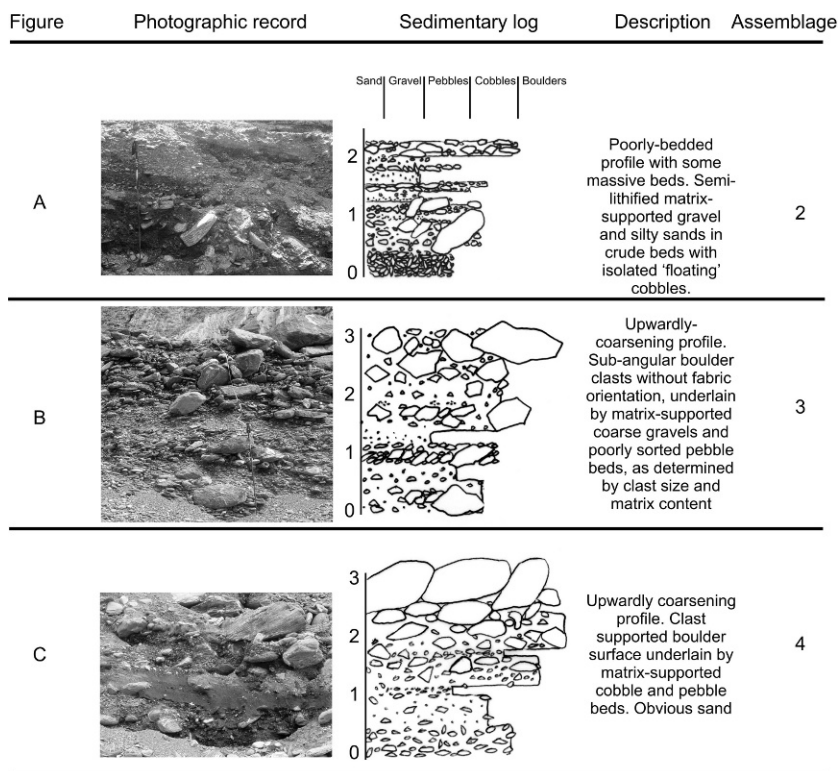 Figure Photographic record Sedimentary log Description Assemblage
Sand Gravel Pebbles Cobbles Boulders
A
2
1
0
Poorly-bedded
profile with some
massive beds. Semi-
lithified matrix-
supported gravel
and silty sands in
crude beds with
isolated ‘floating’
cobbles.
2
B
3
2
1
0
Upwardly-
coarsening profile.
Sub-angular boulder
clasts without fabric
orientation, underlain
by matrix-supported
coarse gravels and
poorly sorted pebble
beds, as determined
by clast size and
matrix content
3
C
3
2
1
0
Upwardly coarsening
profile. Clast
supported boulder
surface underlain by
matrix-supported
cobble and pebble
beds. Obvious sand
4